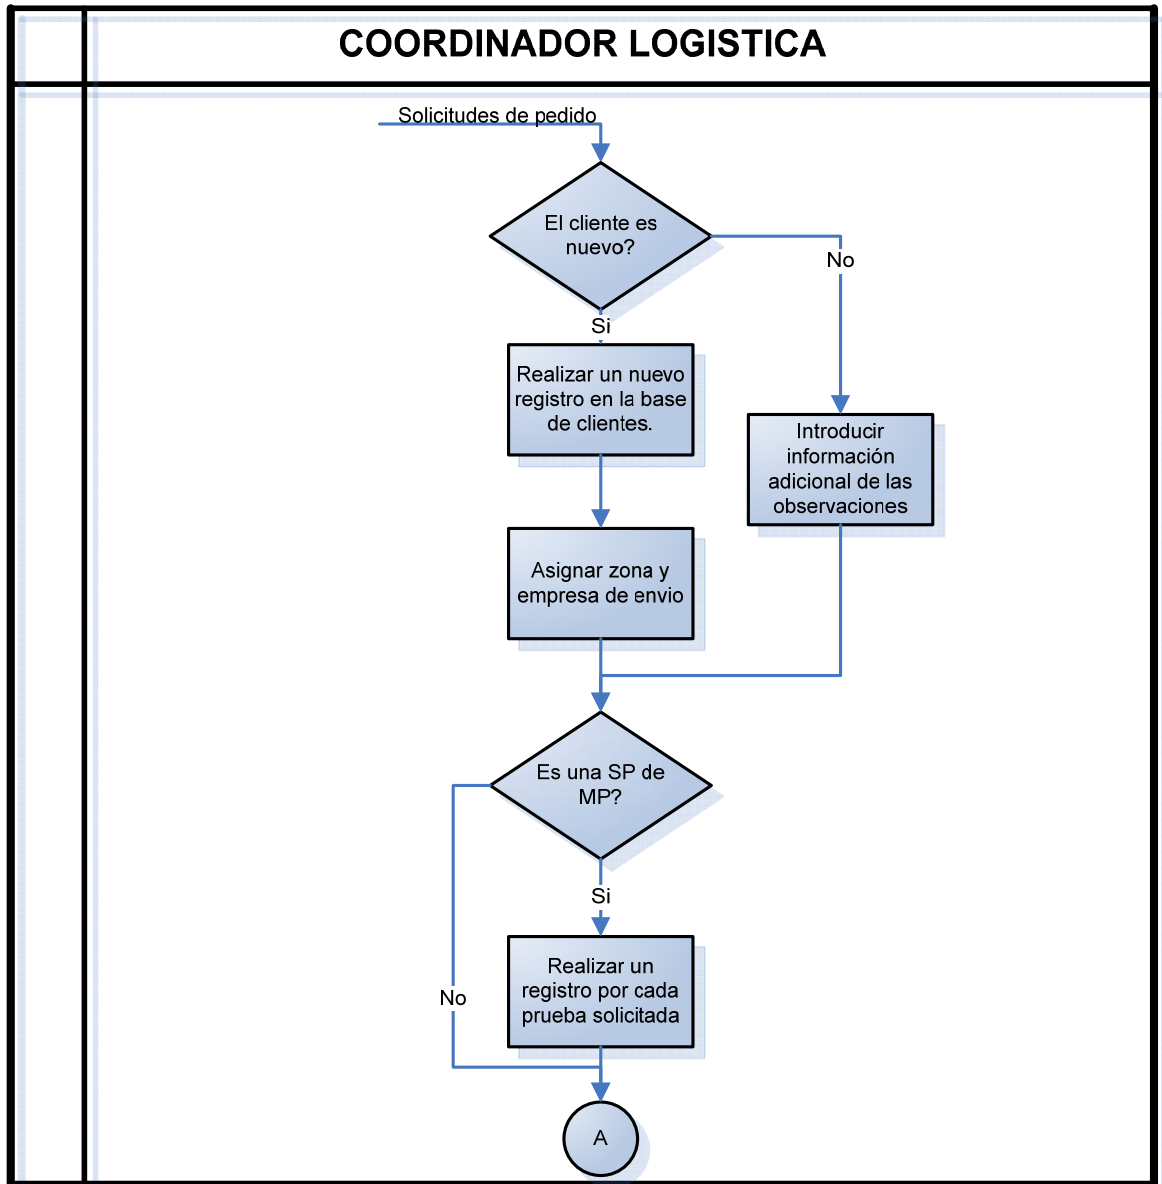 COORDINADOR LOGISTICA
Solicitudes de pedido
El cliente es
nuevo?
No
Si
Realizar un nuevo
registro en la base
de clientes.
Introducir
información
adicional de las
observaciones
Asignar zona y
empresa de envio
Es una SP de
MP?
Si
Realizar un
registro por cada
prueba solicitada
No
A